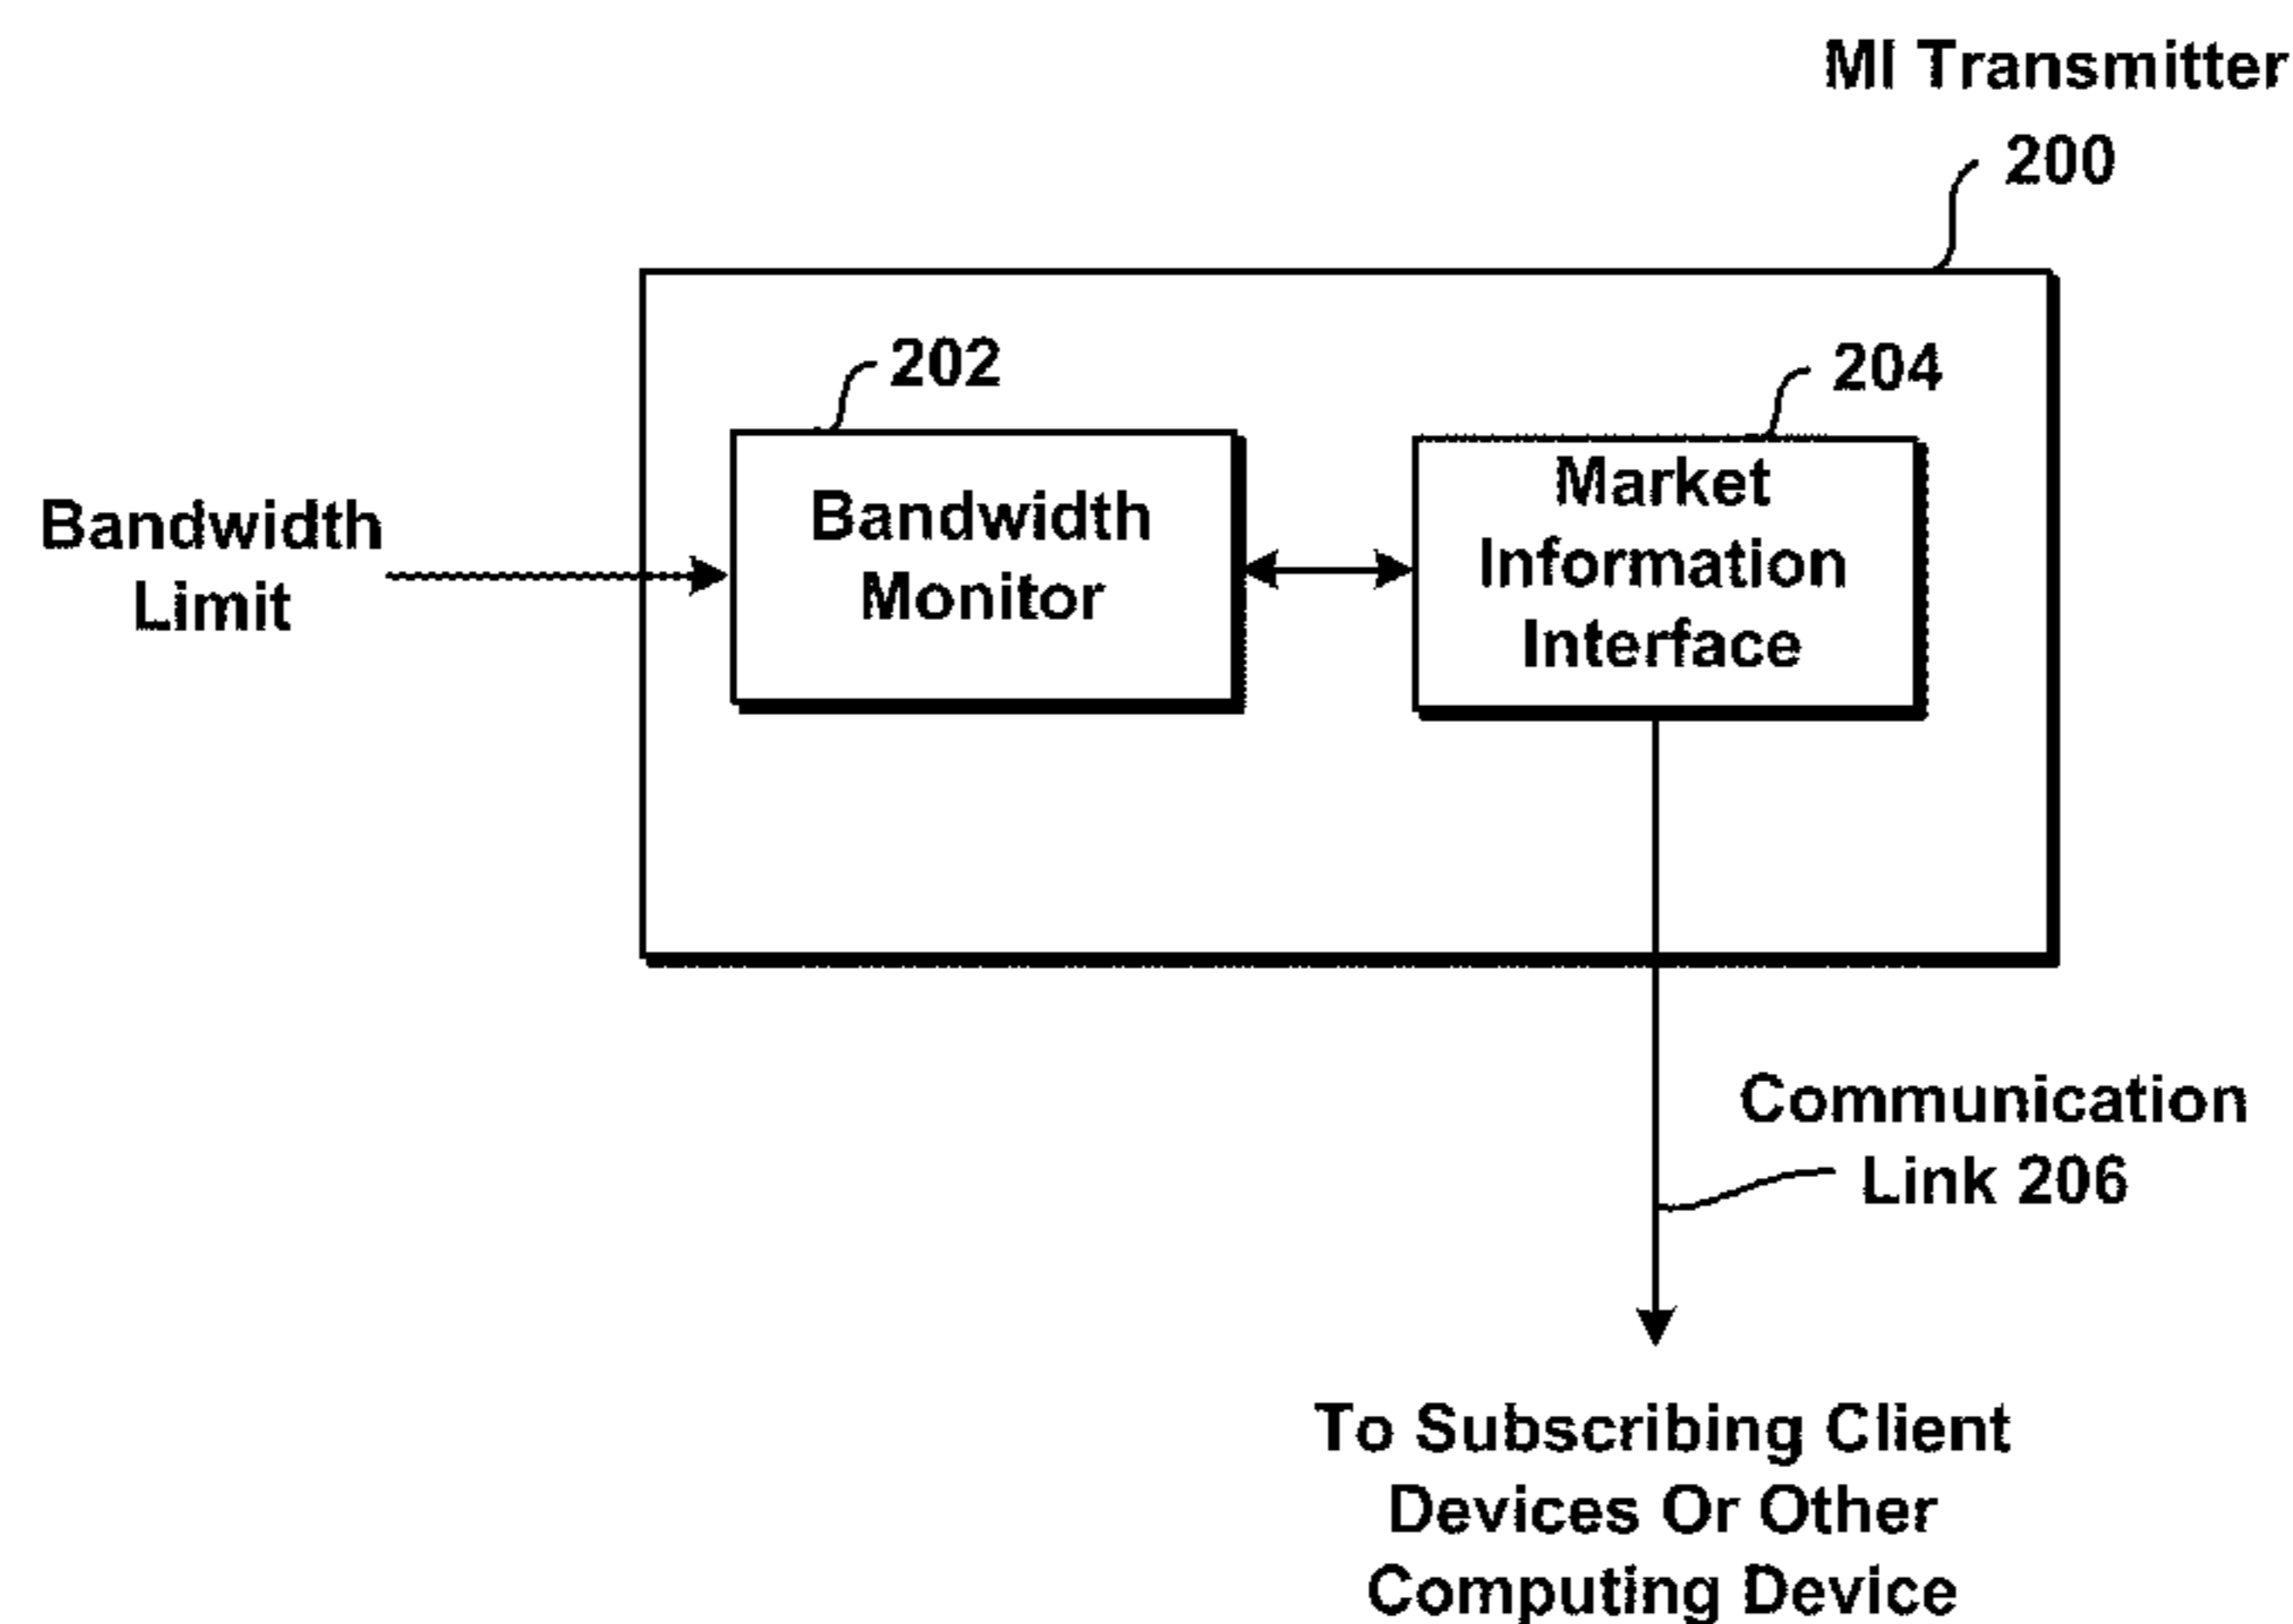 MI Transmitter
200
202
204
Bandwidth
Limit
Bandwidth
Monitor
Market
Information
Interface
Communication
Link 206
To Subscribing Client
Devices Or Other
Computing Device